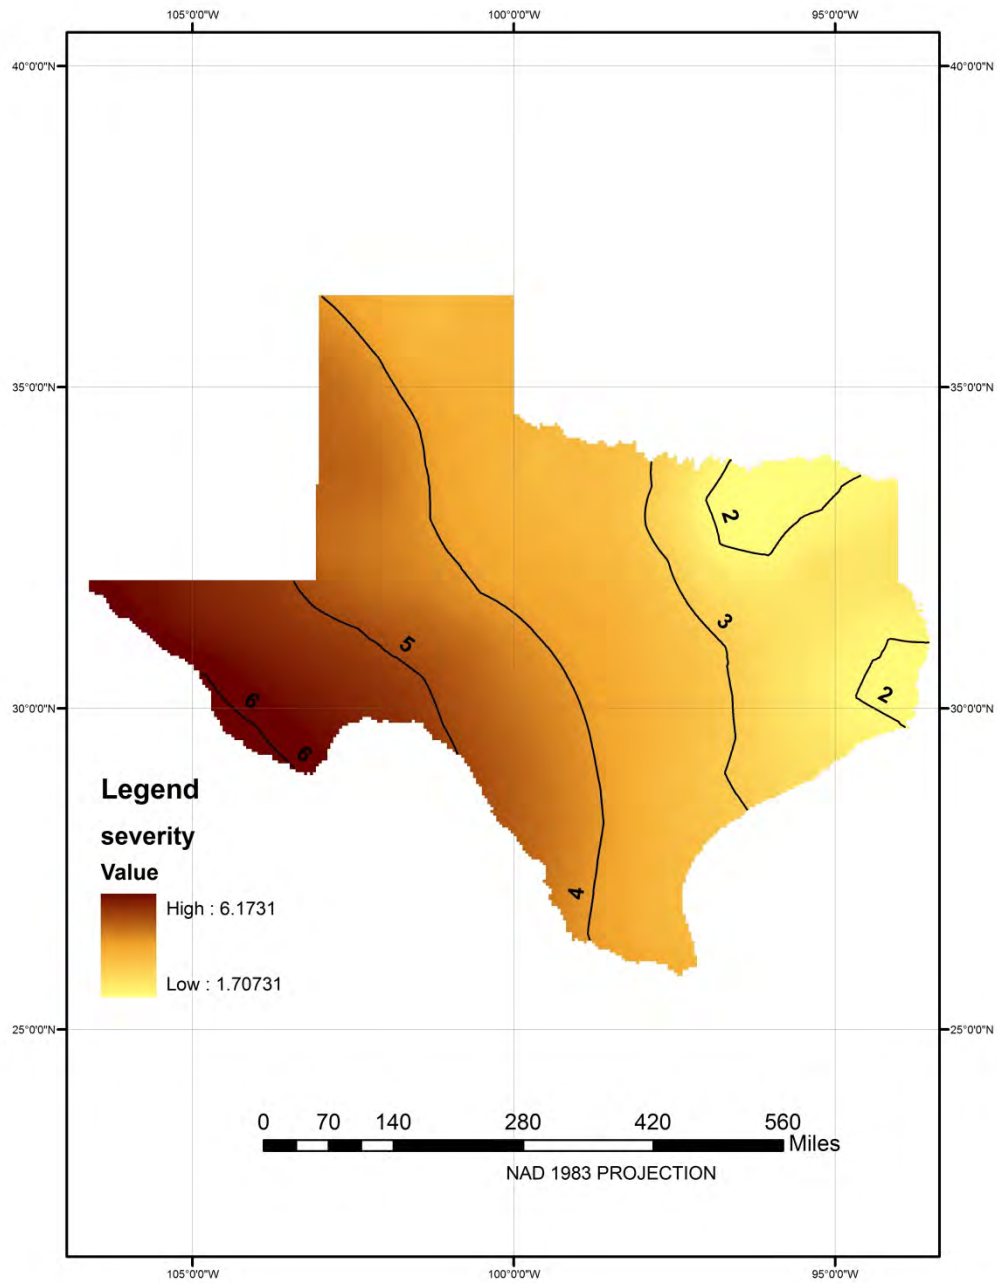 105°0'0"W 100°0'0"W 95°0'0"W
40°0'0"N 40°0'0"N
35°0'0"N 35°0'0"N
2
3
5
2
6
30°0'0"N 30°0'0"N
6
Legend
severity
Value
4
High : 6.1731
Low : 1.70731
25°0'0"N 25°0'0"N
0 70 140 280 420 560
Miles
NAD 1983 PROJECTION
105°0'0"W 100°0'0"W 95°0'0"W